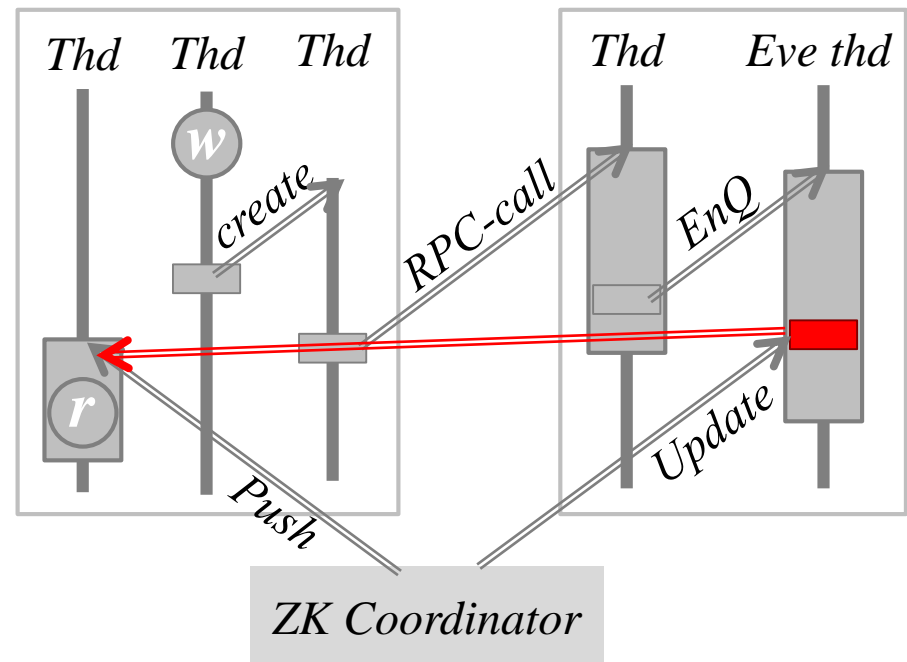 Thd
Thd
Thd
Thd
Eve thd
w
create
RPC-call
EnQ
r
Push
Update
ZK Coordinator